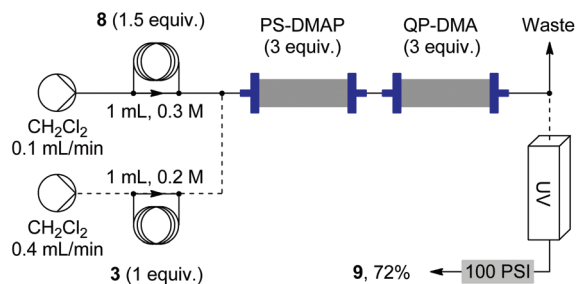 8 (1.5 equiv.)
PS-DMAP
(3 equiv.)
QP-DMA
(3 equiv.)
Waste
1 mL, 0.3 M
CH₂Cl₂
0.1 mL/min
1 mL, 0.2 M
CH₂Cl₂
0.4 mL/min
3 (1 equiv.)
UV
9, 72%
100 PSI